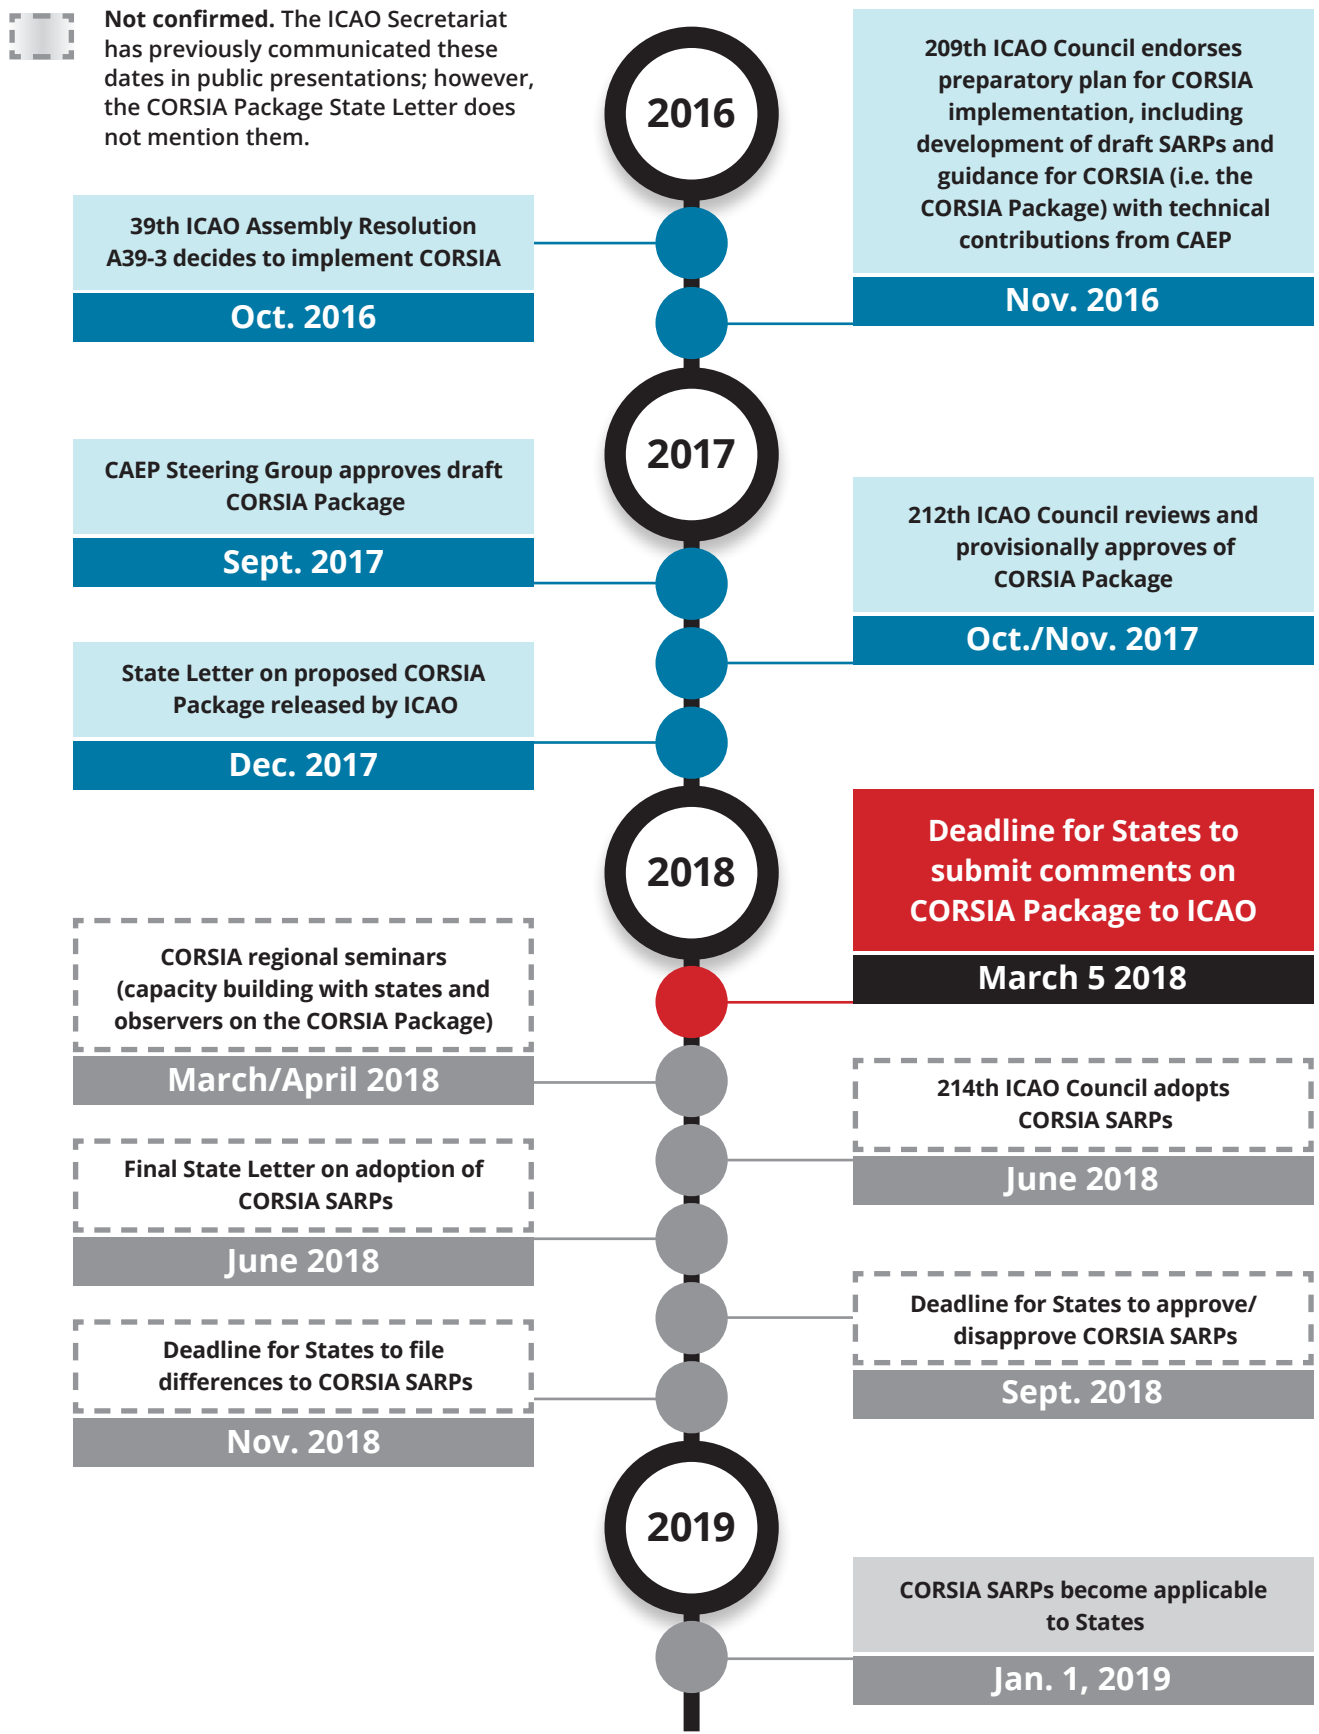 Not confirmed. The ICAO Secretariat
has previously communicated these
dates in public presentations; however,
the CORSIA Package State Letter does
not mention them.
2016
209th ICAO Council endorses
preparatory plan for CORSIA
implementation, including
development of draft SARPs and
guidance for CORSIA (i.e. the
CORSIA Package) with technical
contributions from CAEP
Nov. 2016
39th ICAO Assembly Resolution
A39-3 decides to implement CORSIA
Oct. 2016
2017
CAEP Steering Group approves draft
CORSIA Package
Sept. 2017
212th ICAO Council reviews and
provisionally approves of
CORSIA Package
Oct./Nov. 2017
State Letter on proposed CORSIA
Package released by ICAO
Dec. 2017
2018
Deadline for States to
submit comments on
CORSIA Package to ICAO
March 5 2018
CORSIA regional seminars
(capacity building with states and
observers on the CORSIA Package)
March/April 2018
214th ICAO Council adopts
CORSIA SARPs
June 2018
Final State Letter on adoption of
CORSIA SARPs
June 2018
Deadline for States to approve/
disapprove CORSIA SARPs
Sept. 2018
Deadline for States to file
differences to CORSIA SARPs
Nov. 2018
2019
CORSIA SARPs become applicable
to States
Jan. 1, 2019